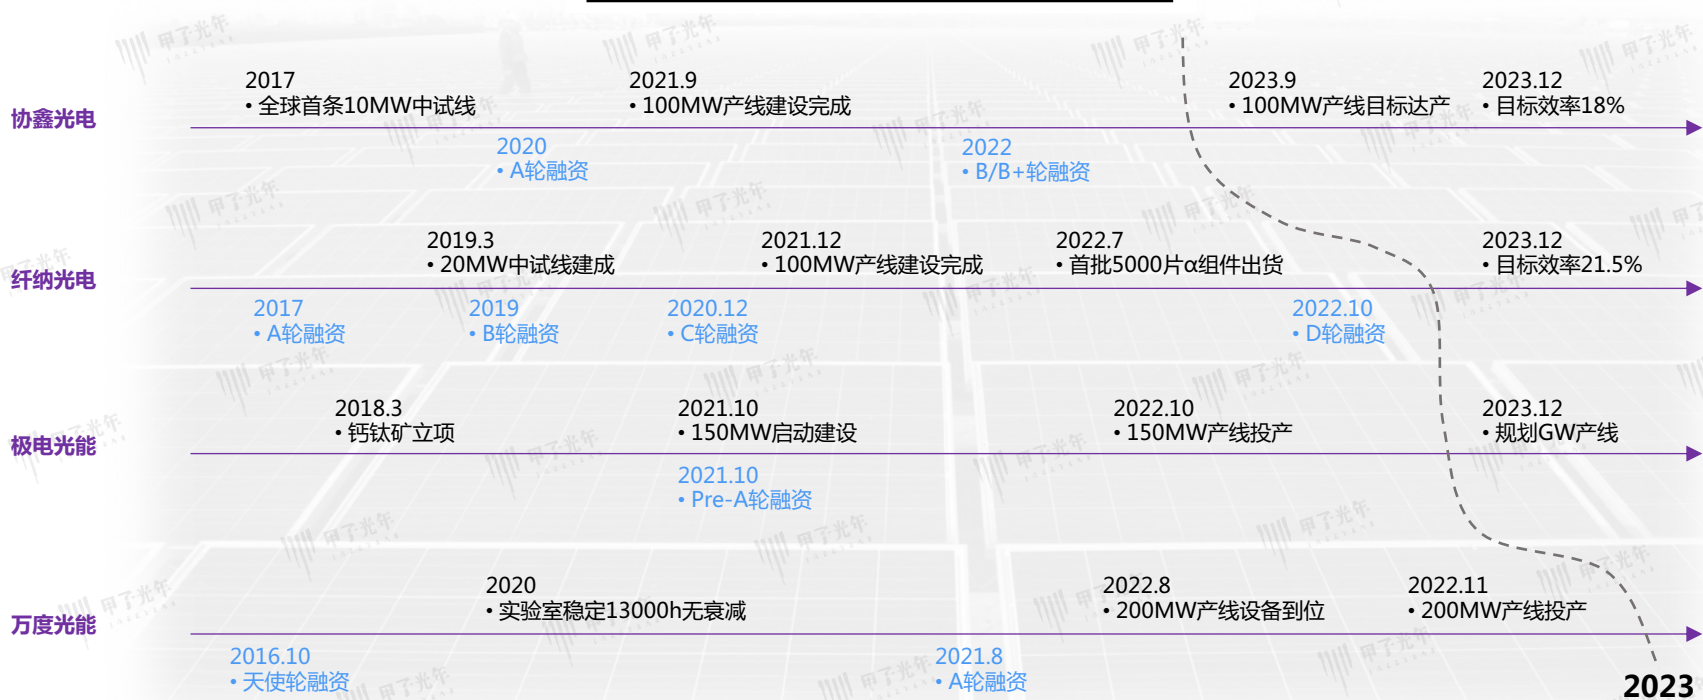 2017
• 全球首条10MW中试线
2021.9
• 100MW产线建设完成
2023.9
• 100MW产线目标达产
2023.12
• 目标效率18%
协鑫光电
2020
• A轮融资
2022
• B/B+轮融资
2019.3
• 20MW中试线建成
2021.12
• 100MW产线建设完成
2022.7
• 首批5000片α组件出货
2023.12
• 目标效率21.5%
纤纳光电
2017
• A轮融资
2019
• B轮融资
2020.12
• C轮融资
2022.10
• D轮融资
2018.3
• 钙钛矿立项
2021.10
• 150MW启动建设
2022.10
• 150MW产线投产
2023.12
• 规划GW产线
极电光能
2021.10
• Pre-A轮融资
2020
• 实验室稳定13000h无衰减
2022.8
• 200MW产线设备到位
2022.11
• 200MW产线投产
万度光能
2016.10
• 天使轮融资
2021.8
• A轮融资
2023
甲子光年